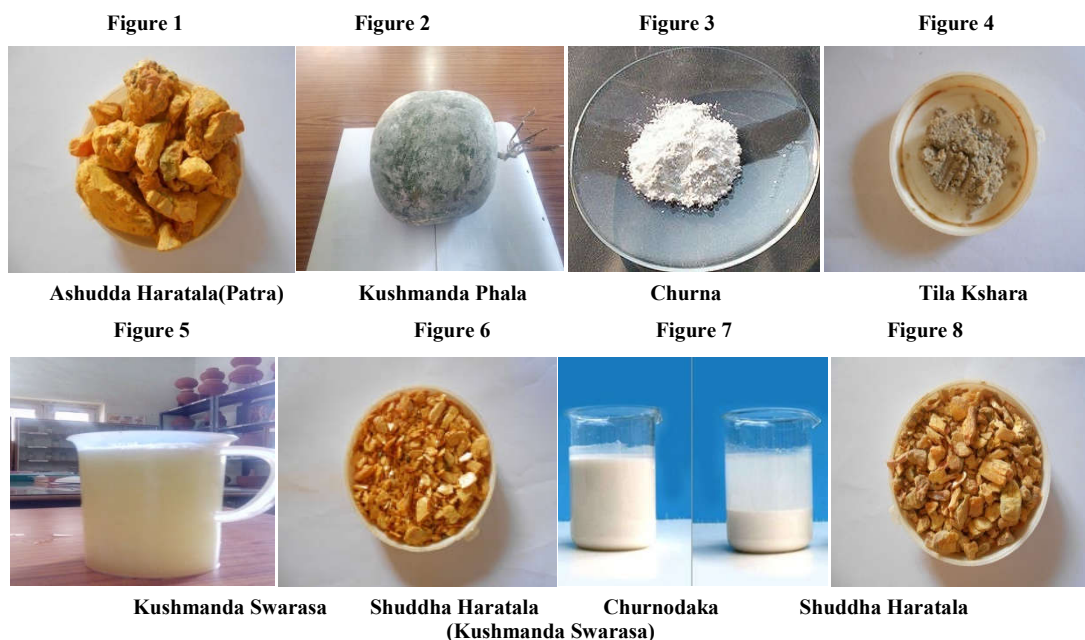 Figure 1 Figure 2 Figure 3 Figure 4
Ashudda Haratala(Patra) Kushmanda Phala Churna Tila Kshara
Figure 5 Figure 6 Figure 7 Figure 8
Kushmanda Swarasa Shuddha Haratala Churnodaka Shuddha Haratala
(Kushmanda Swarasa)